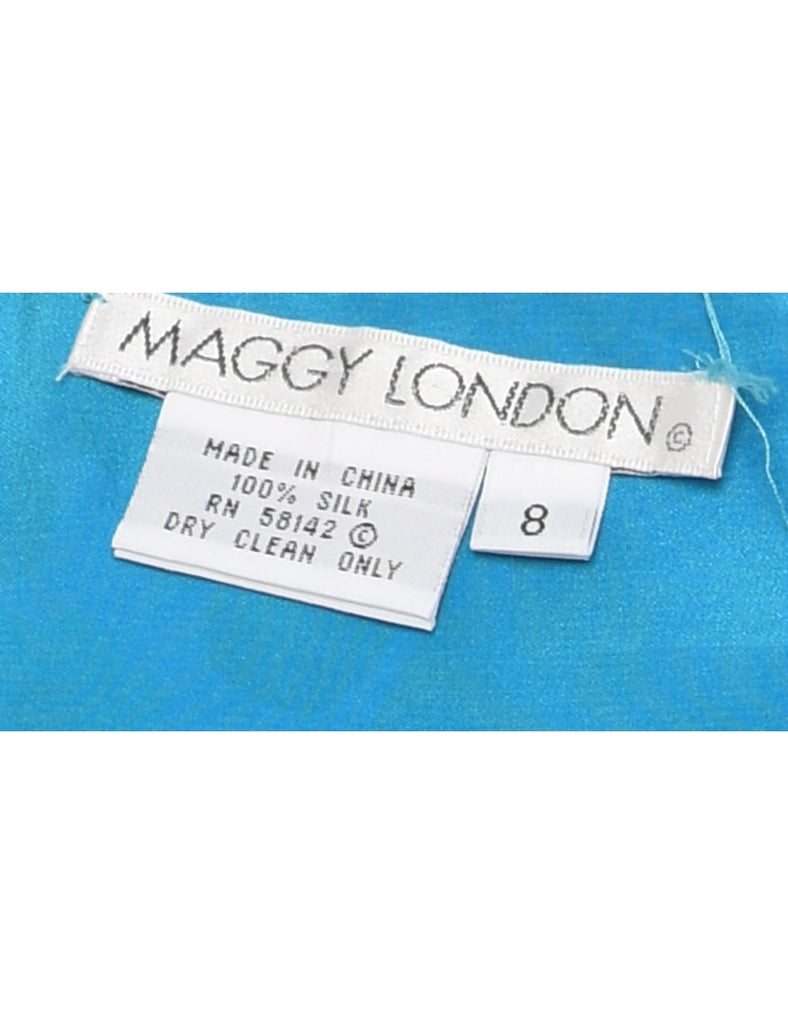 MAGGY LONDON ©
MADE IN CHINA
100% SILK
RN 58142 ©
DRY CLEAN ONLY
8